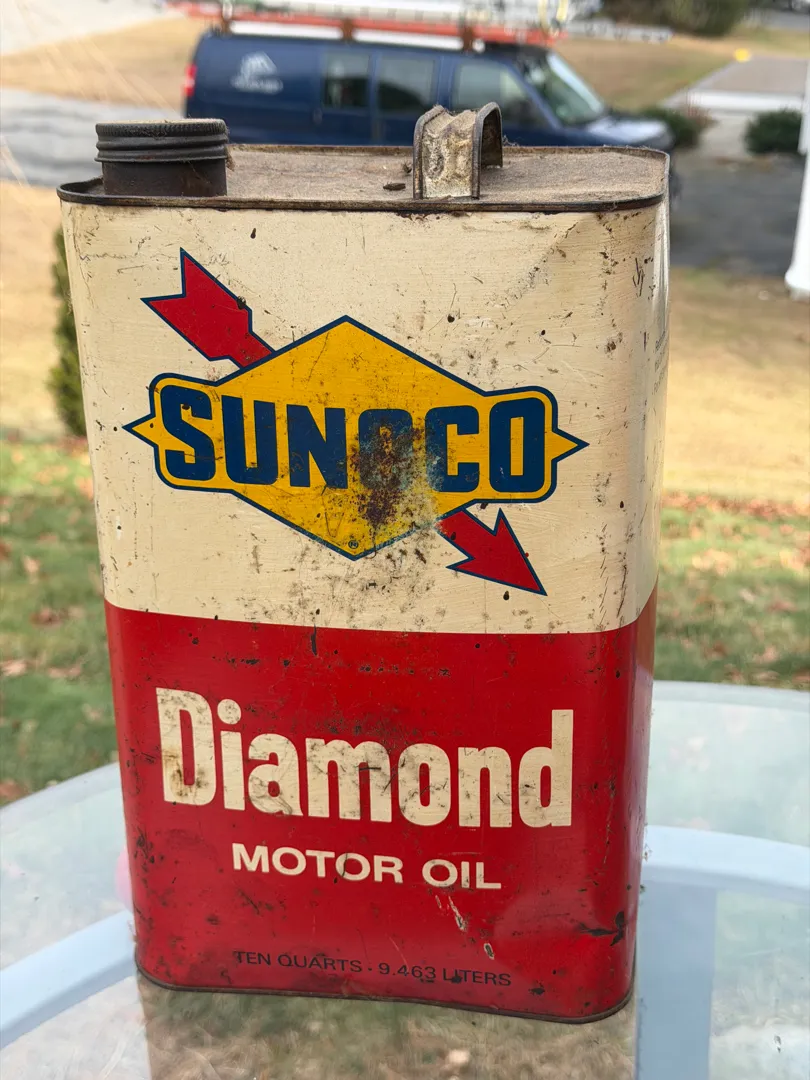 SUNOCO
®
Diamond
MOTOR OIL
TEN QUARTS · 9.463 LITERS